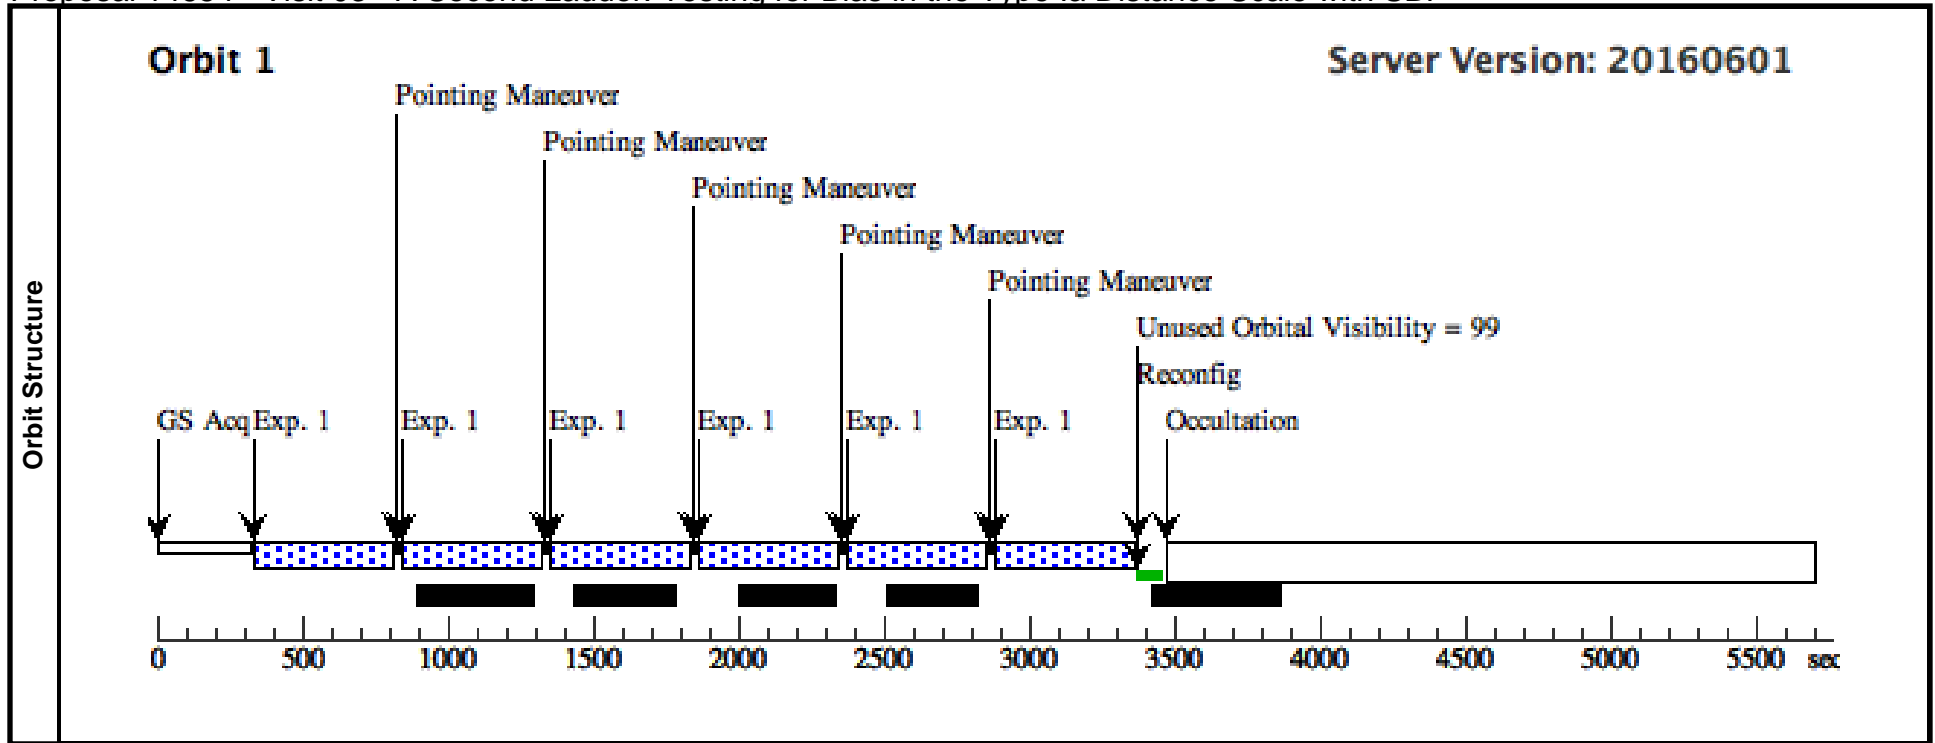 Orbit 1
Server Version: 20160601
Pointing Maneuver
Pointing Maneuver
Pointing Maneuver
Pointing Maneuver
Pointing Maneuver
Unused Orbital Visibility = 99
Reconfig
GS Acq Exp. 1 Exp. 1 Exp. 1 Exp. 1 Exp. 1 Exp. 1 Occultation
Orbit Structure
0 500 1000 1500 2000 2500 3000 3500 4000 4500 5000 5500 sec